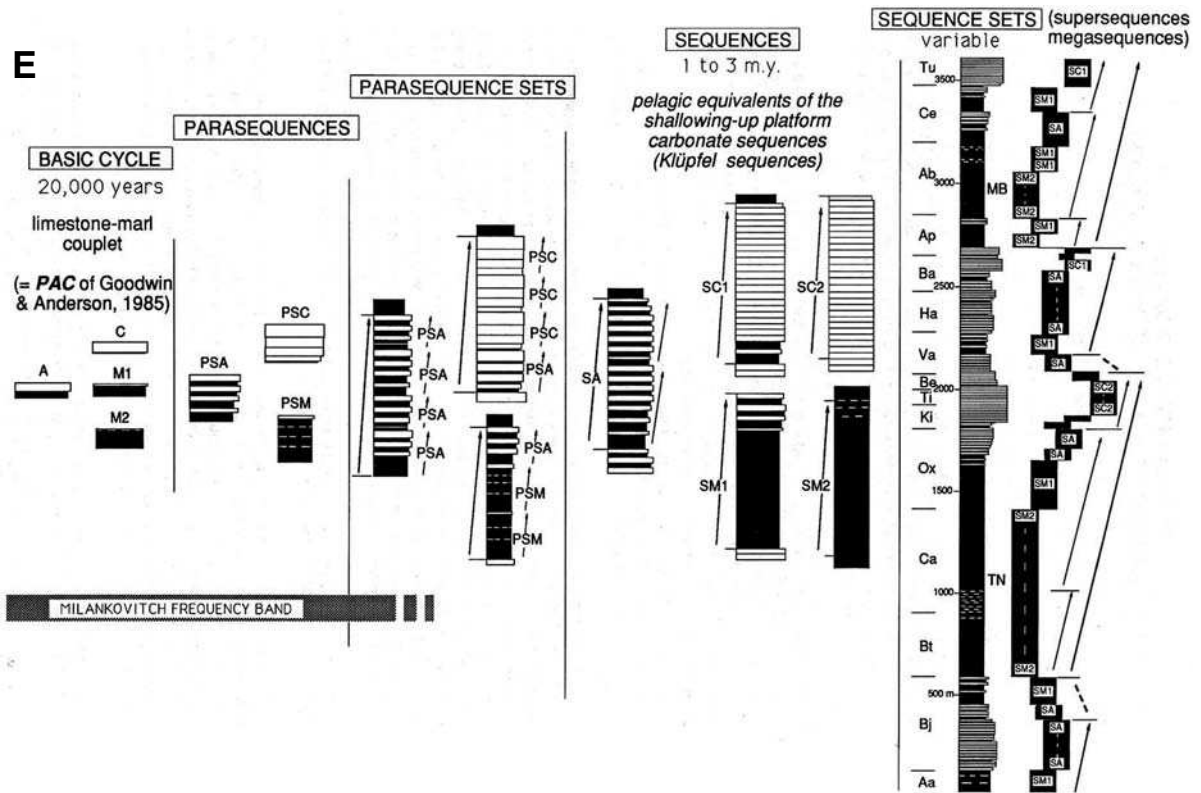 E
BASIC CYCLE
20,000 years
limestone-marl
couplet
(= PAC of Goodwin
& Anderson, 1985)
C
A
M1
M2
PARASEQUENCES
PSC
PSA
PSM
PARASEQUENCE SETS
PSA
PSA
PSA
PSA
PSC
PSC
PSC
PSA
PSA
PSM
PSM
MILANKOVITCH FREQUENCY BAND
SEQUENCES
1 to 3 m.y.
pelagic equivalents of the
shallowing-up platform
carbonate sequences
(Klüpfel sequences)
SA
SC1
SC2
SM1
SM2
SEQUENCE SETS (supersequences
variable megasequences)
Tu
3500
SC1
SM1
Ce
SA
SM1
SM1
Ab
SM2
3000
MB
SM2
SM1
Ap
SM2
Ba
SC1
SA
2500
Ha
SA
SM1
Va
SA
Be
2000
Ti
SC2
SC2
Ki
SA
SA
Ox
SM1
1500
SM2
Ca
TN
1000
Bt
SM2
SM1
500 m
SA
Bj
SA
SM1
Aa